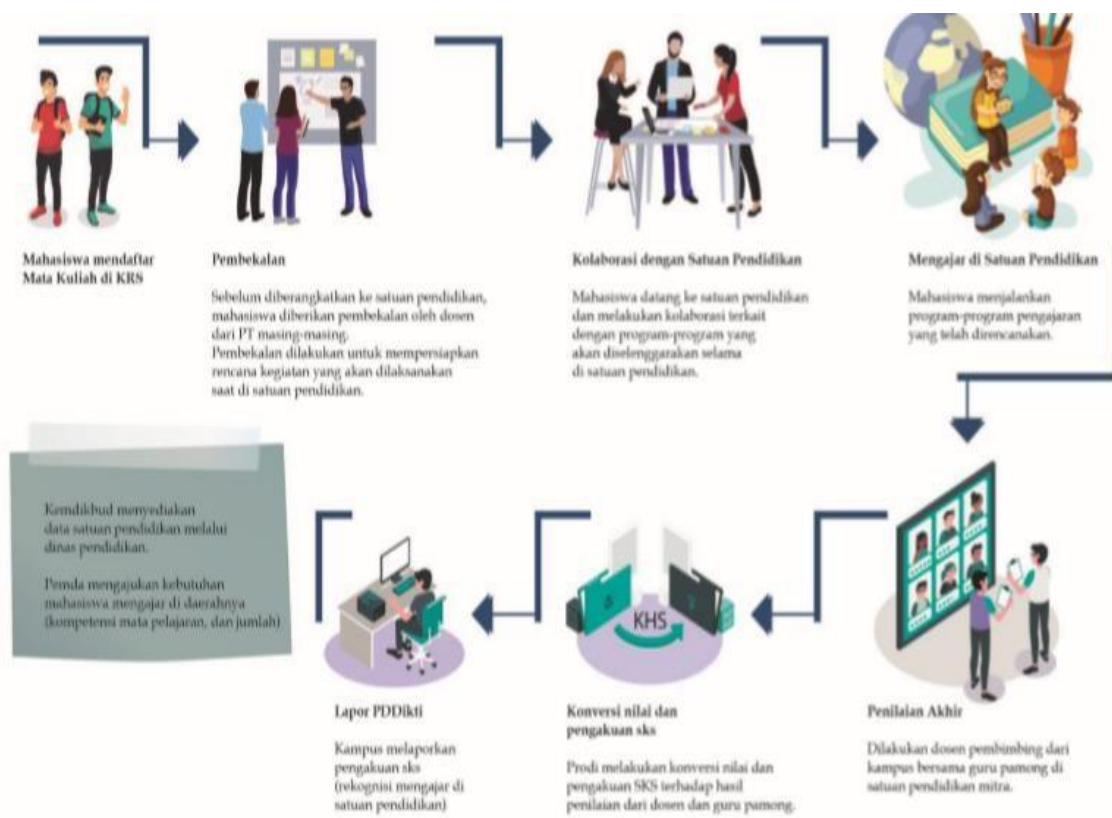 Mahasiswa mendaftar
Mata Kuliah di KRS
Pembekalan
Sebelum diberangkatkan ke satuan pendidikan,
mahasiswa diberikan pembekalan oleh dosen
dari PT masing-masing.
Pembekalan dilakukan untuk mempersiapkan
rencana kegiatan yang akan dilaksanakan
saat di satuan pendidikan.
Kolaborasi dengan Satuan Pendidikan
Mahasiswa datang ke satuan pendidikan
dan melakukan kolaborasi terkait
dengan program-program yang
akan diselenggarakan selama
di satuan pendidikan.
Mengajar di Satuan Pendidikan
Mahasiswa menjalankan
program-program pengajaran
yang telah direncanakan.
Kemdikbud menyediakan
data satuan pendidikan melalui
dinas pendidikan.
Pemda mengajukan kebutuhan
mahasiswa mengajar di daerahnya
(kompetensi mata pelajaran, dan jumlah)
Lapor PDDikti
Kampus melaporkan
pengakuan sks
(rekognisi mengajar di
satuan pendidikan)
KHS
Konversi nilai dan
pengakuan sks
Prodi melakukan konversi nilai dan
pengakuan SKS terhadap hasil
penilaian dari dosen dan guru pamong.
Penilaian Akhir
Dilakukan dosen pembimbing dari
kampus bersama guru pamong di
satuan pendidikan mitra.